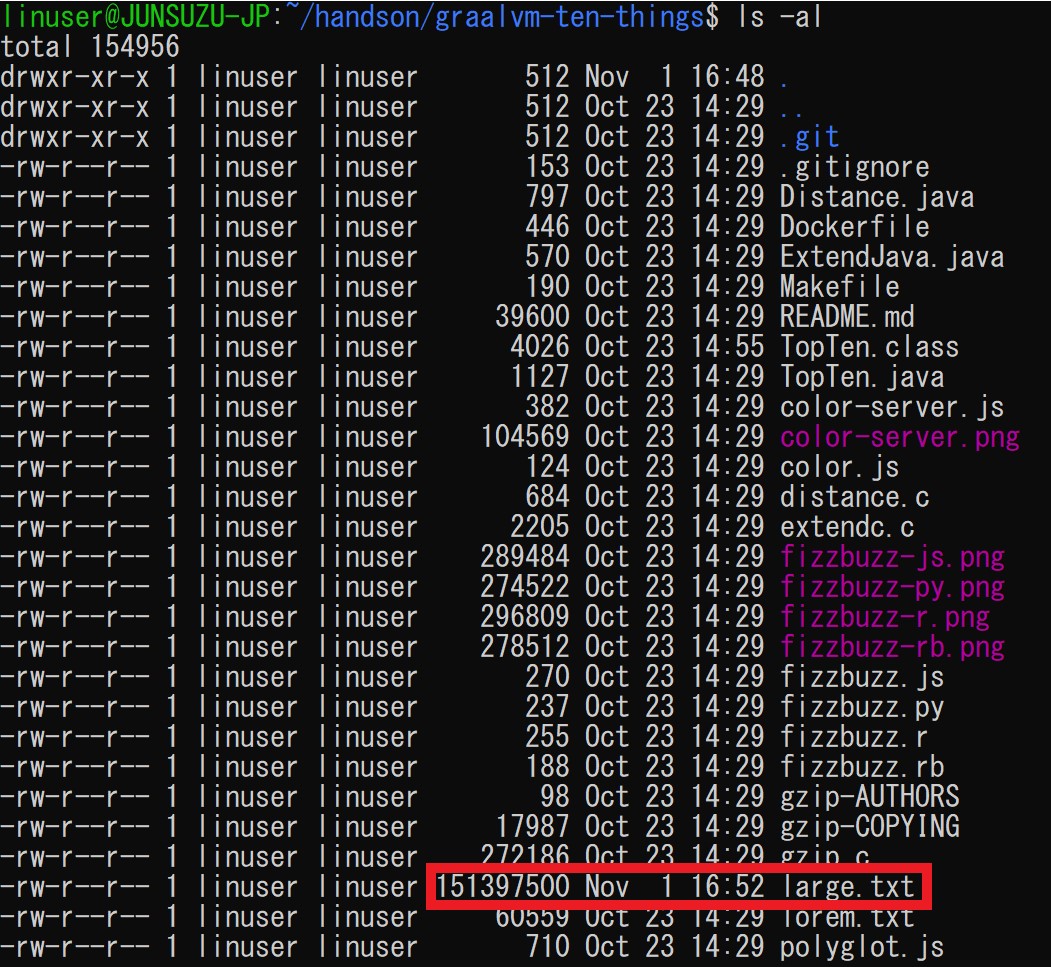 linuser@JUNSUZU-JP:~/handson/graalvm-ten-things$ ls -al
total 154956
drwxr-xr-x 1 linuser linuser       512 Nov  1 16:48 .
drwxr-xr-x 1 linuser linuser       512 Oct 23 14:29 ..
drwxr-xr-x 1 linuser linuser       512 Oct 23 14:29 .git
-rw-r--r-- 1 linuser linuser       153 Oct 23 14:29 .gitignore
-rw-r--r-- 1 linuser linuser       797 Oct 23 14:29 Distance.java
-rw-r--r-- 1 linuser linuser       446 Oct 23 14:29 Dockerfile
-rw-r--r-- 1 linuser linuser       570 Oct 23 14:29 ExtendJava.java
-rw-r--r-- 1 linuser linuser       190 Oct 23 14:29 Makefile
-rw-r--r-- 1 linuser linuser     39600 Oct 23 14:29 README.md
-rw-r--r-- 1 linuser linuser      4026 Oct 23 14:55 TopTen.class
-rw-r--r-- 1 linuser linuser      1127 Oct 23 14:29 TopTen.java
-rw-r--r-- 1 linuser linuser       382 Oct 23 14:29 color-server.js
-rw-r--r-- 1 linuser linuser    104569 Oct 23 14:29 color-server.png
-rw-r--r-- 1 linuser linuser       124 Oct 23 14:29 color.js
-rw-r--r-- 1 linuser linuser       684 Oct 23 14:29 distance.c
-rw-r--r-- 1 linuser linuser      2205 Oct 23 14:29 extendc.c
-rw-r--r-- 1 linuser linuser    289484 Oct 23 14:29 fizzbuzz-js.png
-rw-r--r-- 1 linuser linuser    274522 Oct 23 14:29 fizzbuzz-py.png
-rw-r--r-- 1 linuser linuser    296809 Oct 23 14:29 fizzbuzz-r.png
-rw-r--r-- 1 linuser linuser    278512 Oct 23 14:29 fizzbuzz-rb.png
-rw-r--r-- 1 linuser linuser       270 Oct 23 14:29 fizzbuzz.js
-rw-r--r-- 1 linuser linuser       237 Oct 23 14:29 fizzbuzz.py
-rw-r--r-- 1 linuser linuser       255 Oct 23 14:29 fizzbuzz.r
-rw-r--r-- 1 linuser linuser       188 Oct 23 14:29 fizzbuzz.rb
-rw-r--r-- 1 linuser linuser        98 Oct 23 14:29 gzip-AUTHORS
-rw-r--r-- 1 linuser linuser     17987 Oct 23 14:29 gzip-COPYING
-rw-r--r-- 1 linuser linuser    272186 Oct 23 14:29 gzip.c
-rw-r--r-- 1 linuser linuser 151397500 Nov  1 16:52 large.txt
-rw-r--r-- 1 linuser linuser     60559 Oct 23 14:29 lorem.txt
-rw-r--r-- 1 linuser linuser       710 Oct 23 14:29 polyglot.js